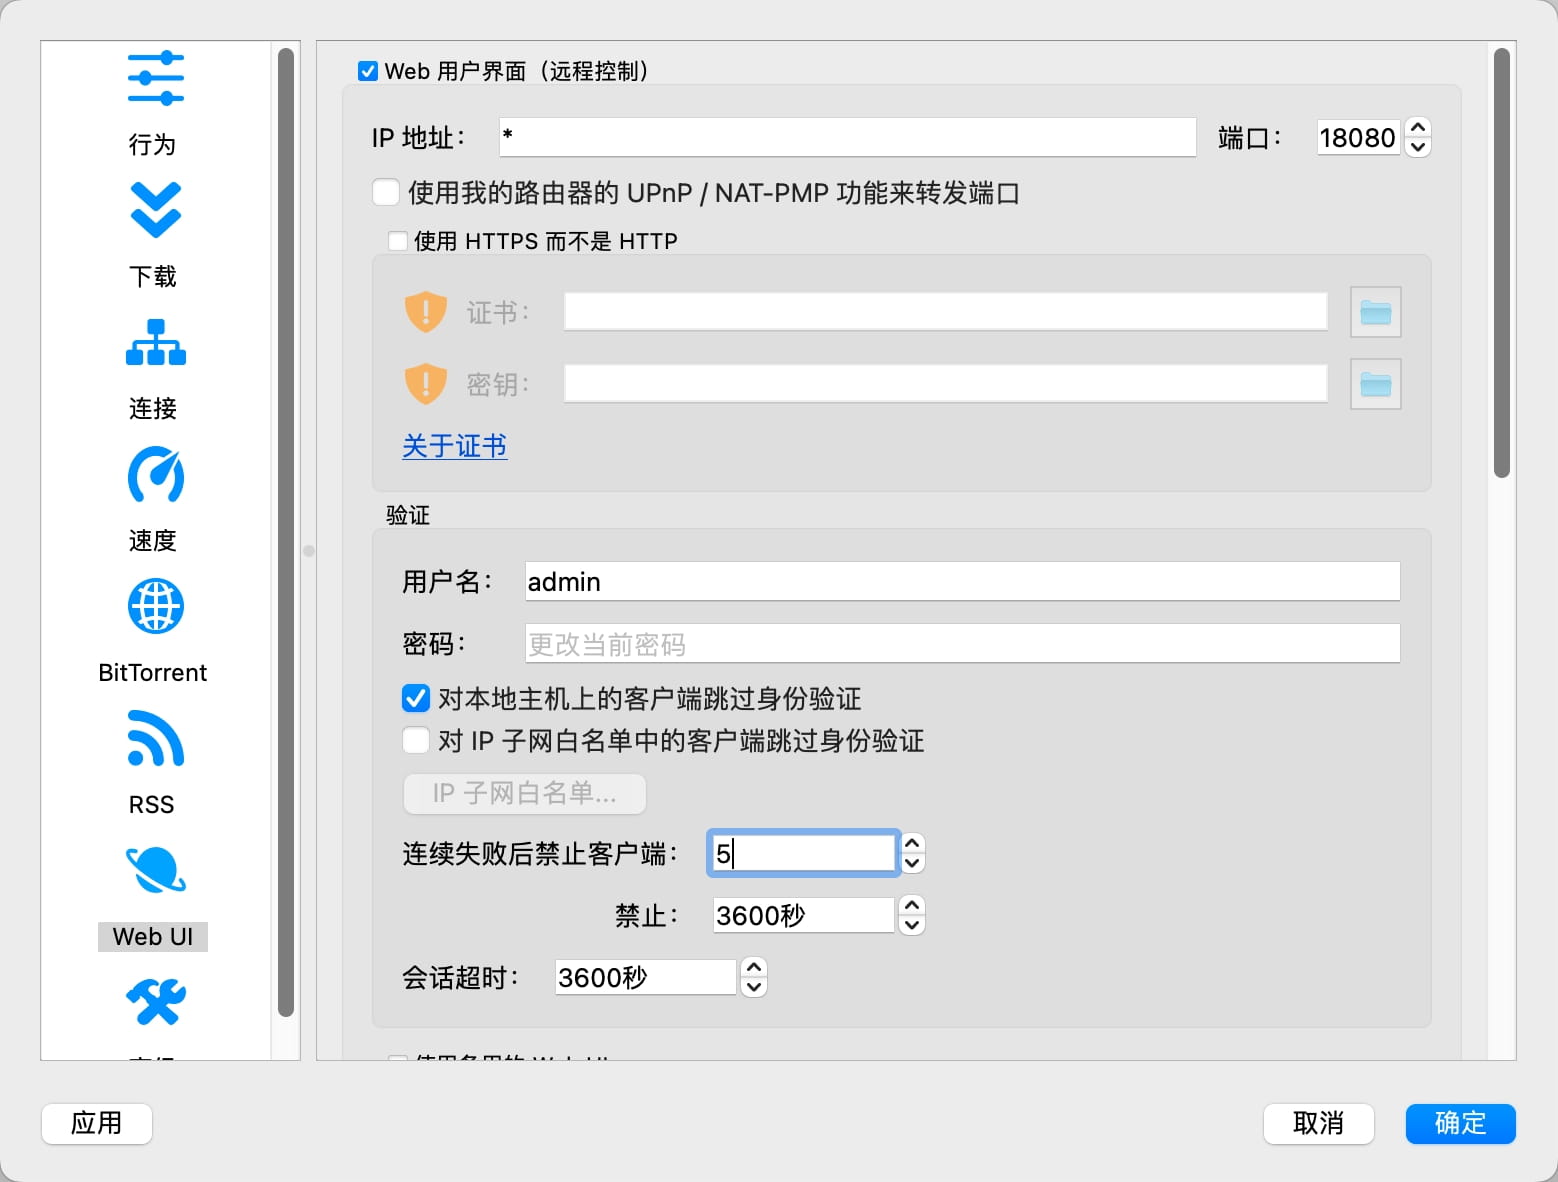 行为
下载
连接
速度
BitTorrent
RSS
Web UI
Web 用户界面（远程控制）
IP 地址： * 端口： 18080
使用我的路由器的 UPnP / NAT-PMP 功能来转发端口
使用 HTTPS 而不是 HTTP
证书：
密钥：
关于证书
验证
用户名： admin
密码： 更改当前密码
对本地主机上的客户端跳过身份验证
对 IP 子网白名单中的客户端跳过身份验证
IP 子网白名单...
连续失败后禁止客户端： 5
禁止： 3600秒
会话超时： 3600秒
使用备用的 Web UI
应用
取消
确定